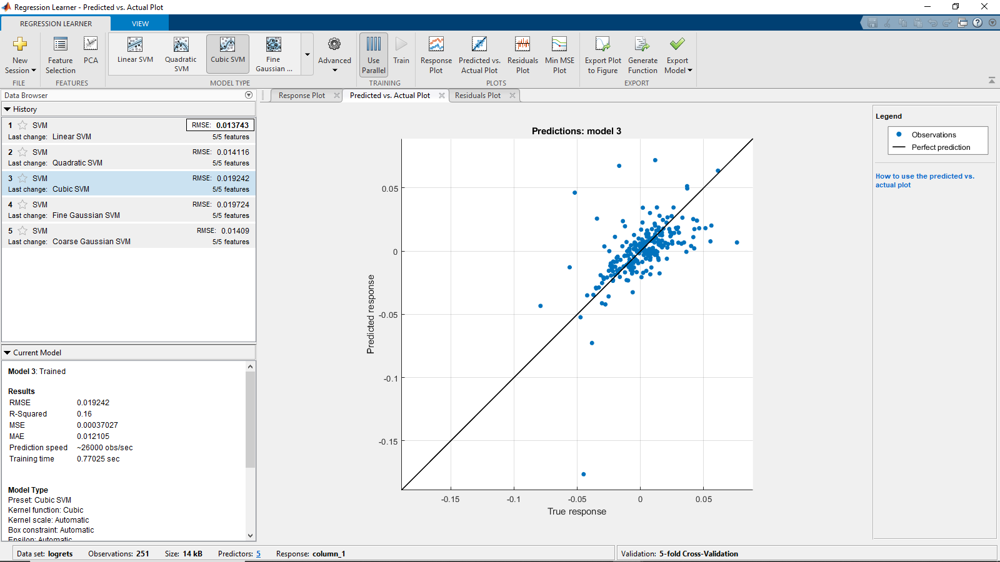 Regression Learner - Predicted vs. Actual Plot
REGRESSION LEARNER
VIEW
New Session
FILE
Feature Selection
PCA
FEATURES
Linear SVM
Quadratic SVM
Cubic SVM
Fine Gaussian ...
MODEL TYPE
Advanced
Use Parallel
Train
TRAINING
Response Plot
Predicted vs. Actual Plot
Residuals Plot
Min MSE Plot
PLOTS
Export Plot to Figure
Generate Function
Export Model
EXPORT
Data Browser
History
1 SVM RMSE: 0.013743
Last change: Linear SVM 5/5 features
2 SVM RMSE: 0.014116
Last change: Quadratic SVM 5/5 features
3 SVM RMSE: 0.019242
Last change: Cubic SVM 5/5 features
4 SVM RMSE: 0.019724
Last change: Fine Gaussian SVM 5/5 features
5 SVM RMSE: 0.01409
Last change: Coarse Gaussian SVM 5/5 features
Current Model
Model 3: Trained
Results
RMSE 0.019242
R-Squared 0.16
MSE 0.00037027
MAE 0.012105
Prediction speed ~26000 obs/sec
Training time 0.77025 sec
Model Type
Preset: Cubic SVM
Kernel function: Cubic
Kernel scale: Automatic
Box constraint: Automatic
Epsilon: Automatic
Response Plot
Predicted vs. Actual Plot
Residuals Plot
Predictions: model 3
0.05
0
-0.05
-0.1
-0.15
Predicted response
-0.15 -0.1 -0.05 0 0.05
True response
Legend
Observations
Perfect prediction
How to use the predicted vs.
actual plot
Data set: logrets Observations: 251 Size: 14 kB Predictors: 5 Response: column_1
Validation: 5-fold Cross-Validation